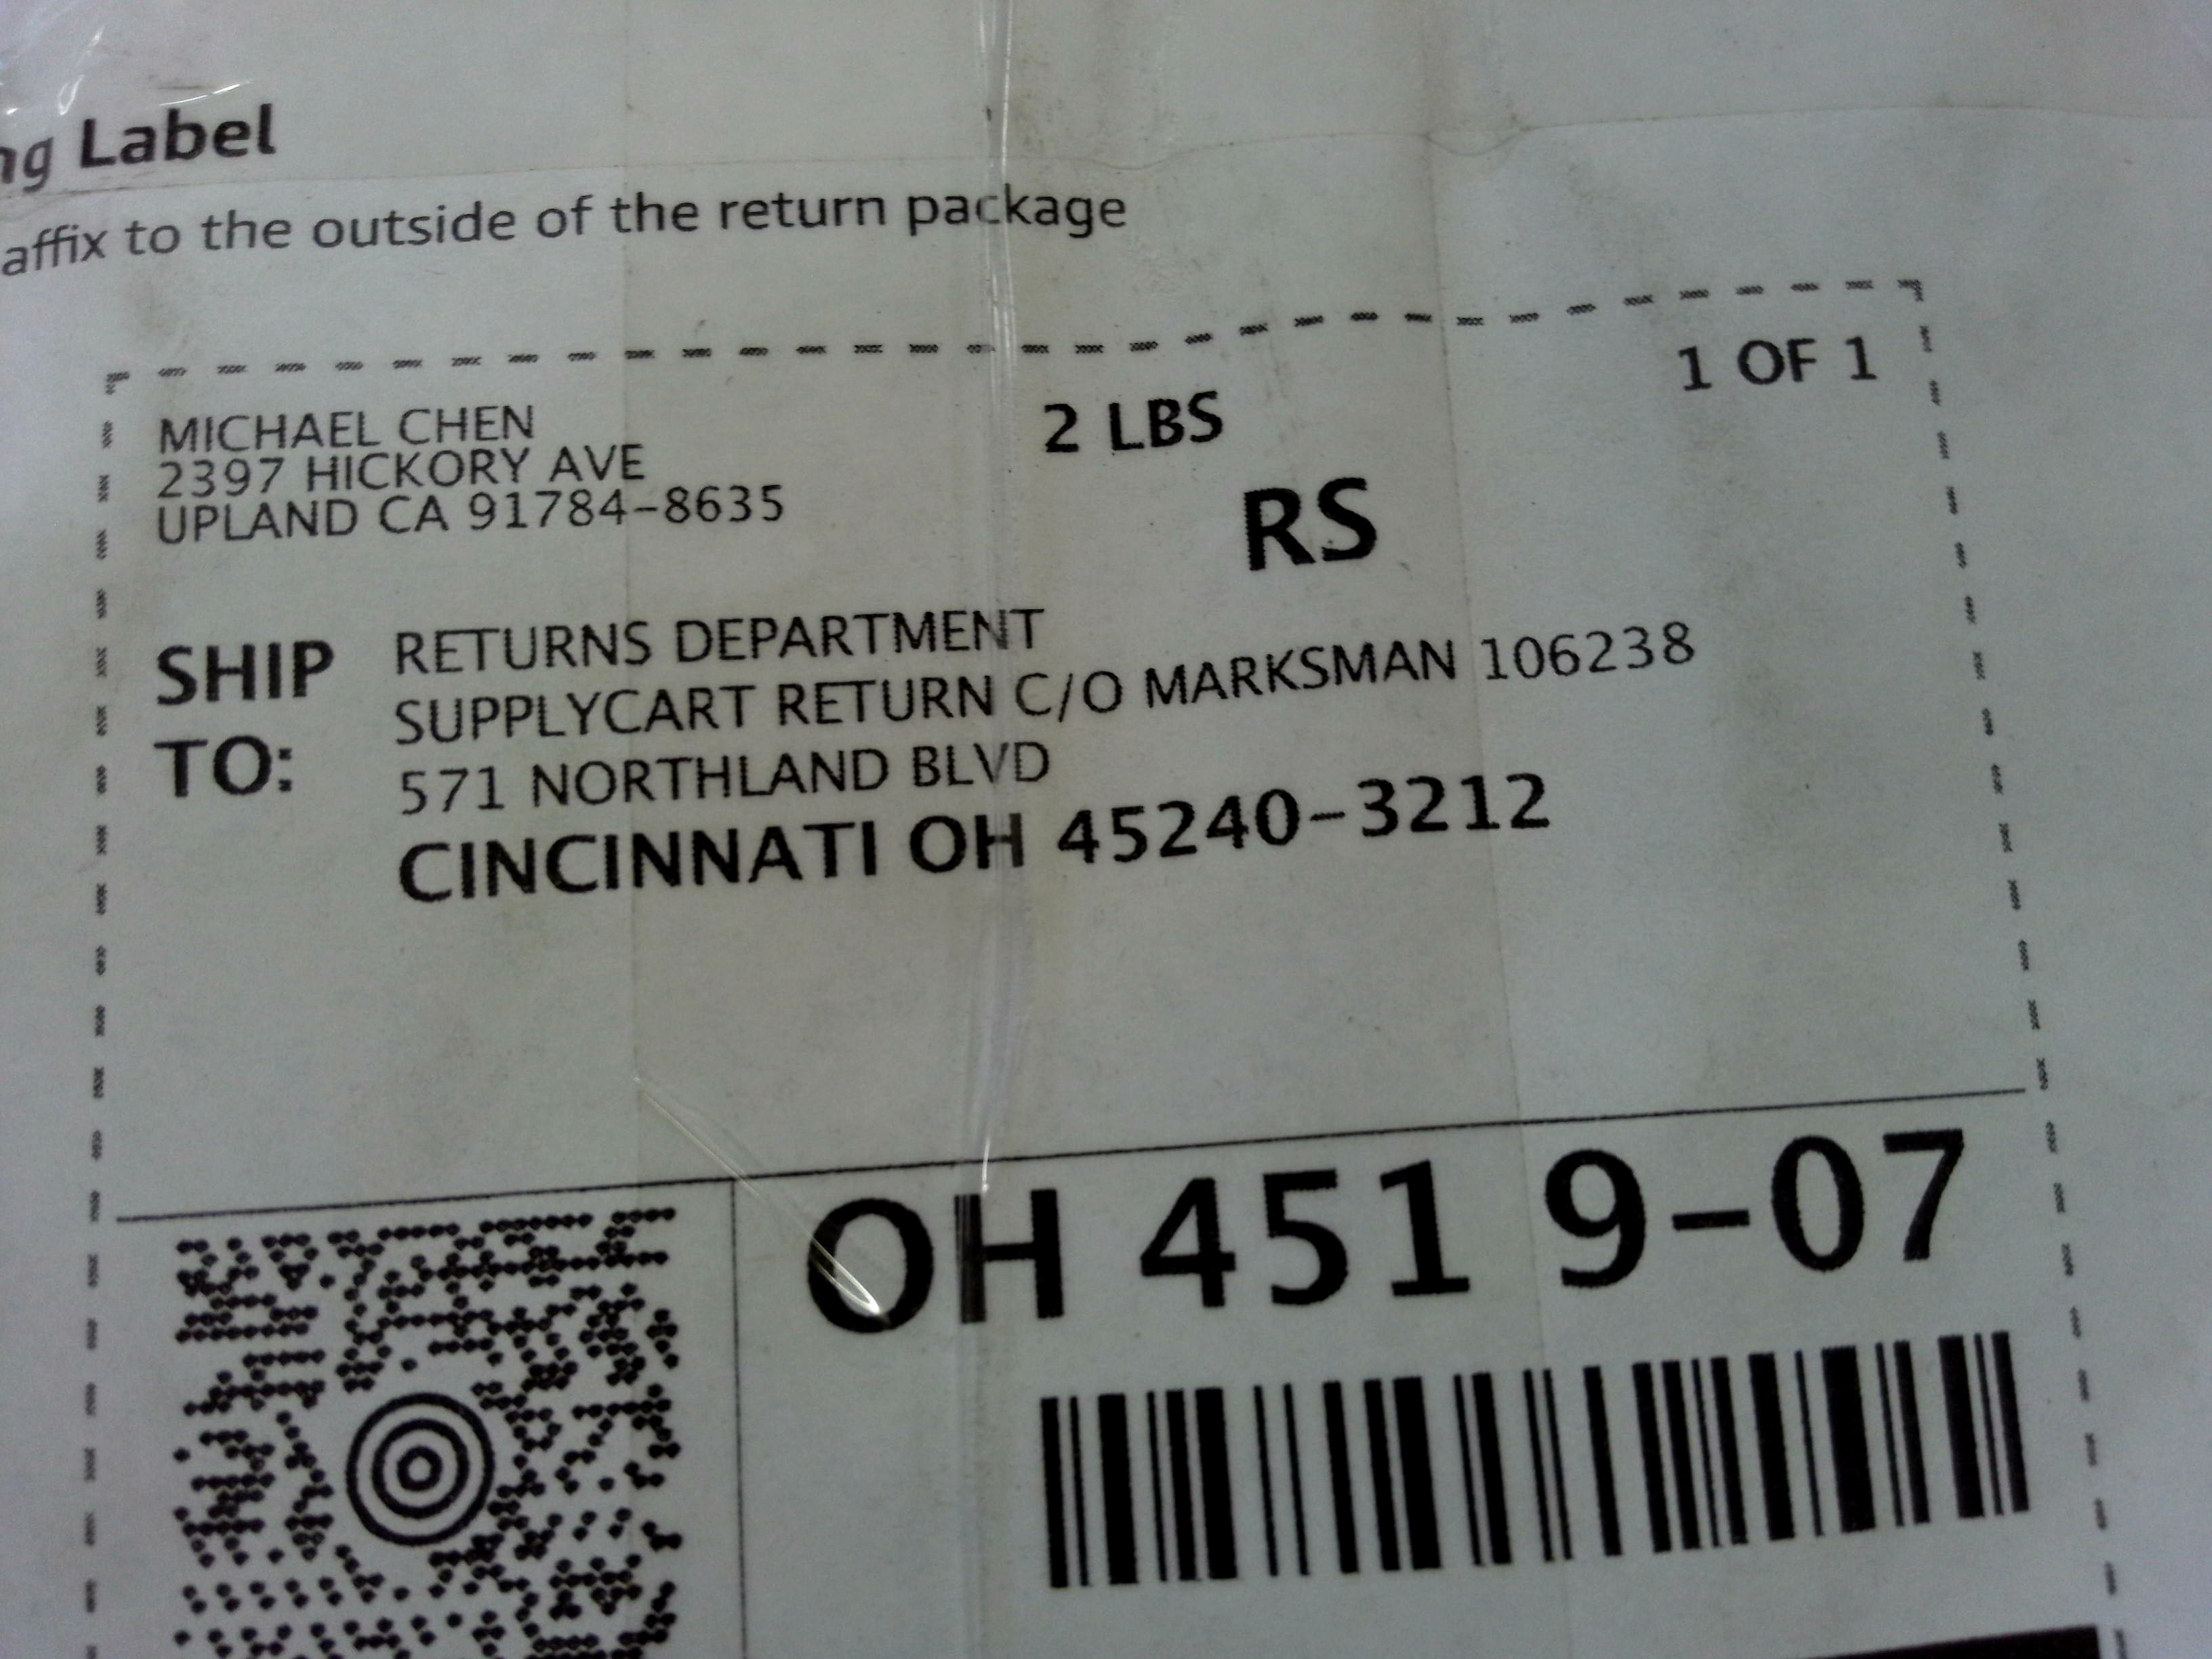 Label
affix to the outside of the return package
1 OF 1
MICHAEL CHEN
2397 HICKORY AVE
UPLAND CA 91784-8635
2 LBS
RS
SHIP TO:
RETURNS DEPARTMENT
SUPPLYCART RETURN C/O MARKSMAN 106238
571 NORTHLAND BLVD
CINCINNATI OH 45240-3212
OH 451 9-07